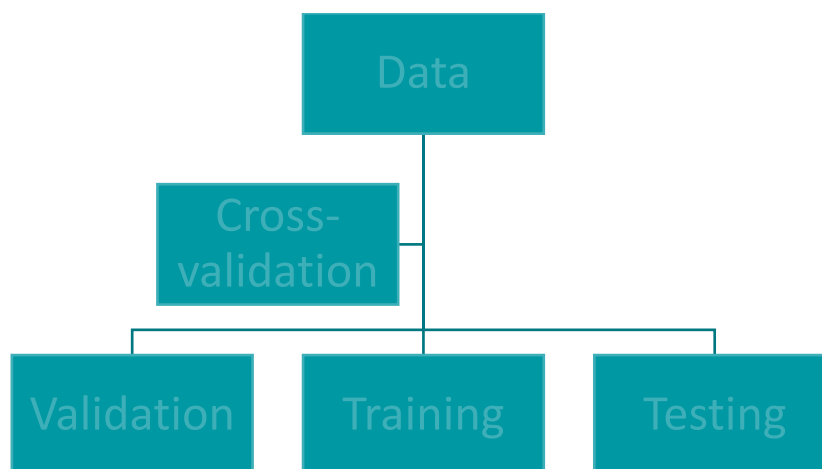 Data
Cross-
validation
Validation
Training
Testing